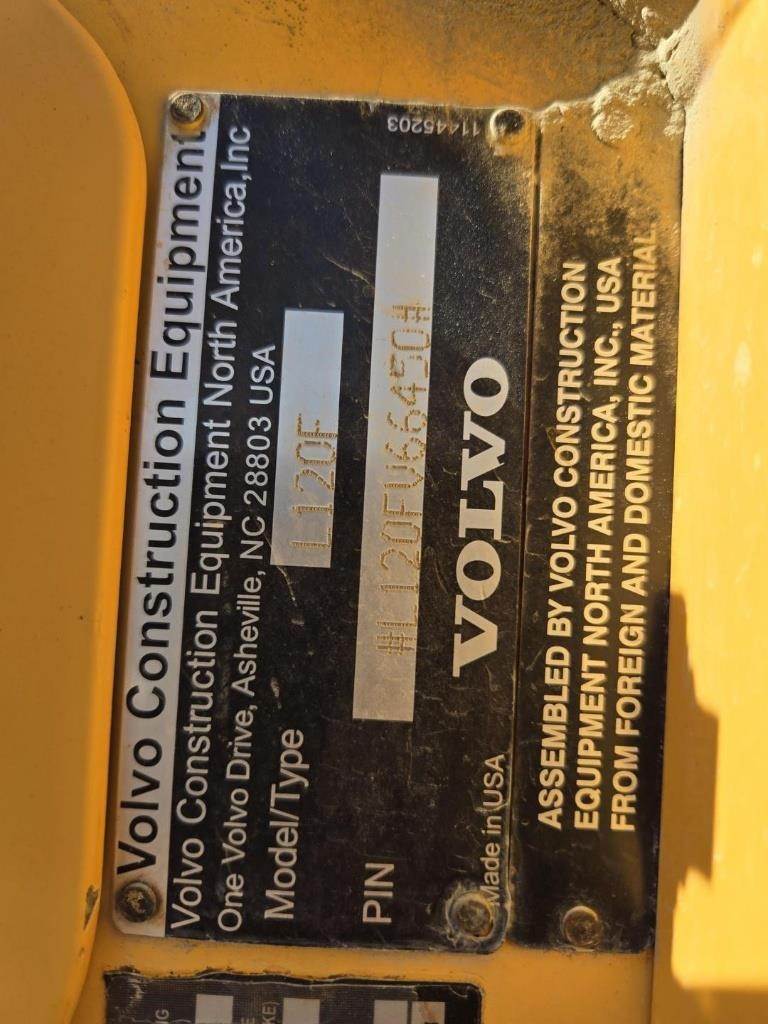 Volvo Construction Equipment
Volvo Construction Equipment North America,Inc
One Volvo Drive, Asheville, NC 28803 USA
Model/Type L120F
PIN *L120FV66450*
Made in USA VOLVO
11445203
ASSEMBLED BY VOLVO CONSTRUCTION
EQUIPMENT NORTH AMERICA, INC., USA
FROM FOREIGN AND DOMESTIC MATERIAL.